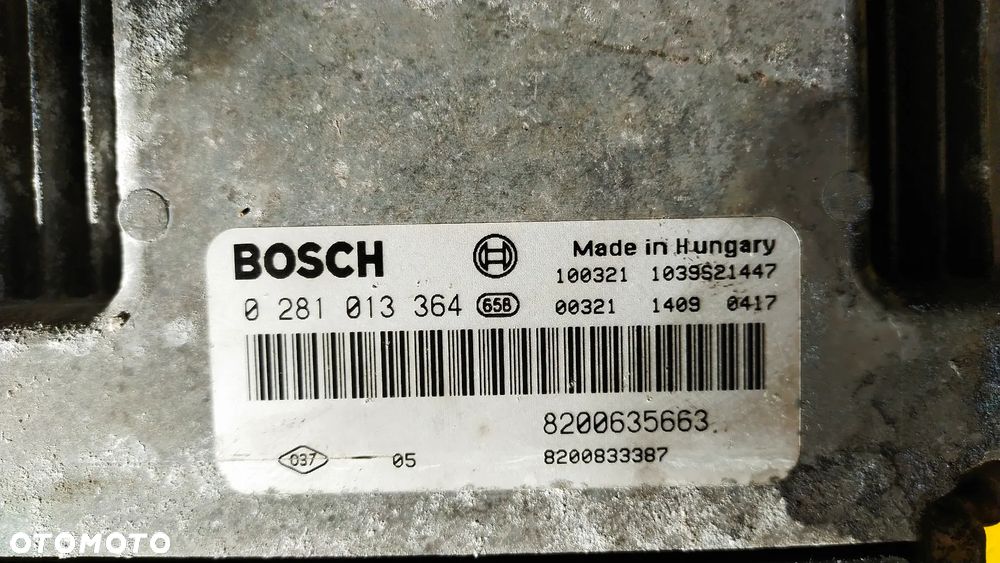 BOSCH
Made in Hungary
100321 1039S21447
0 281 013 364 658
00321 1409 0417
8200635663
037 05
8200833387
OTOMOTO